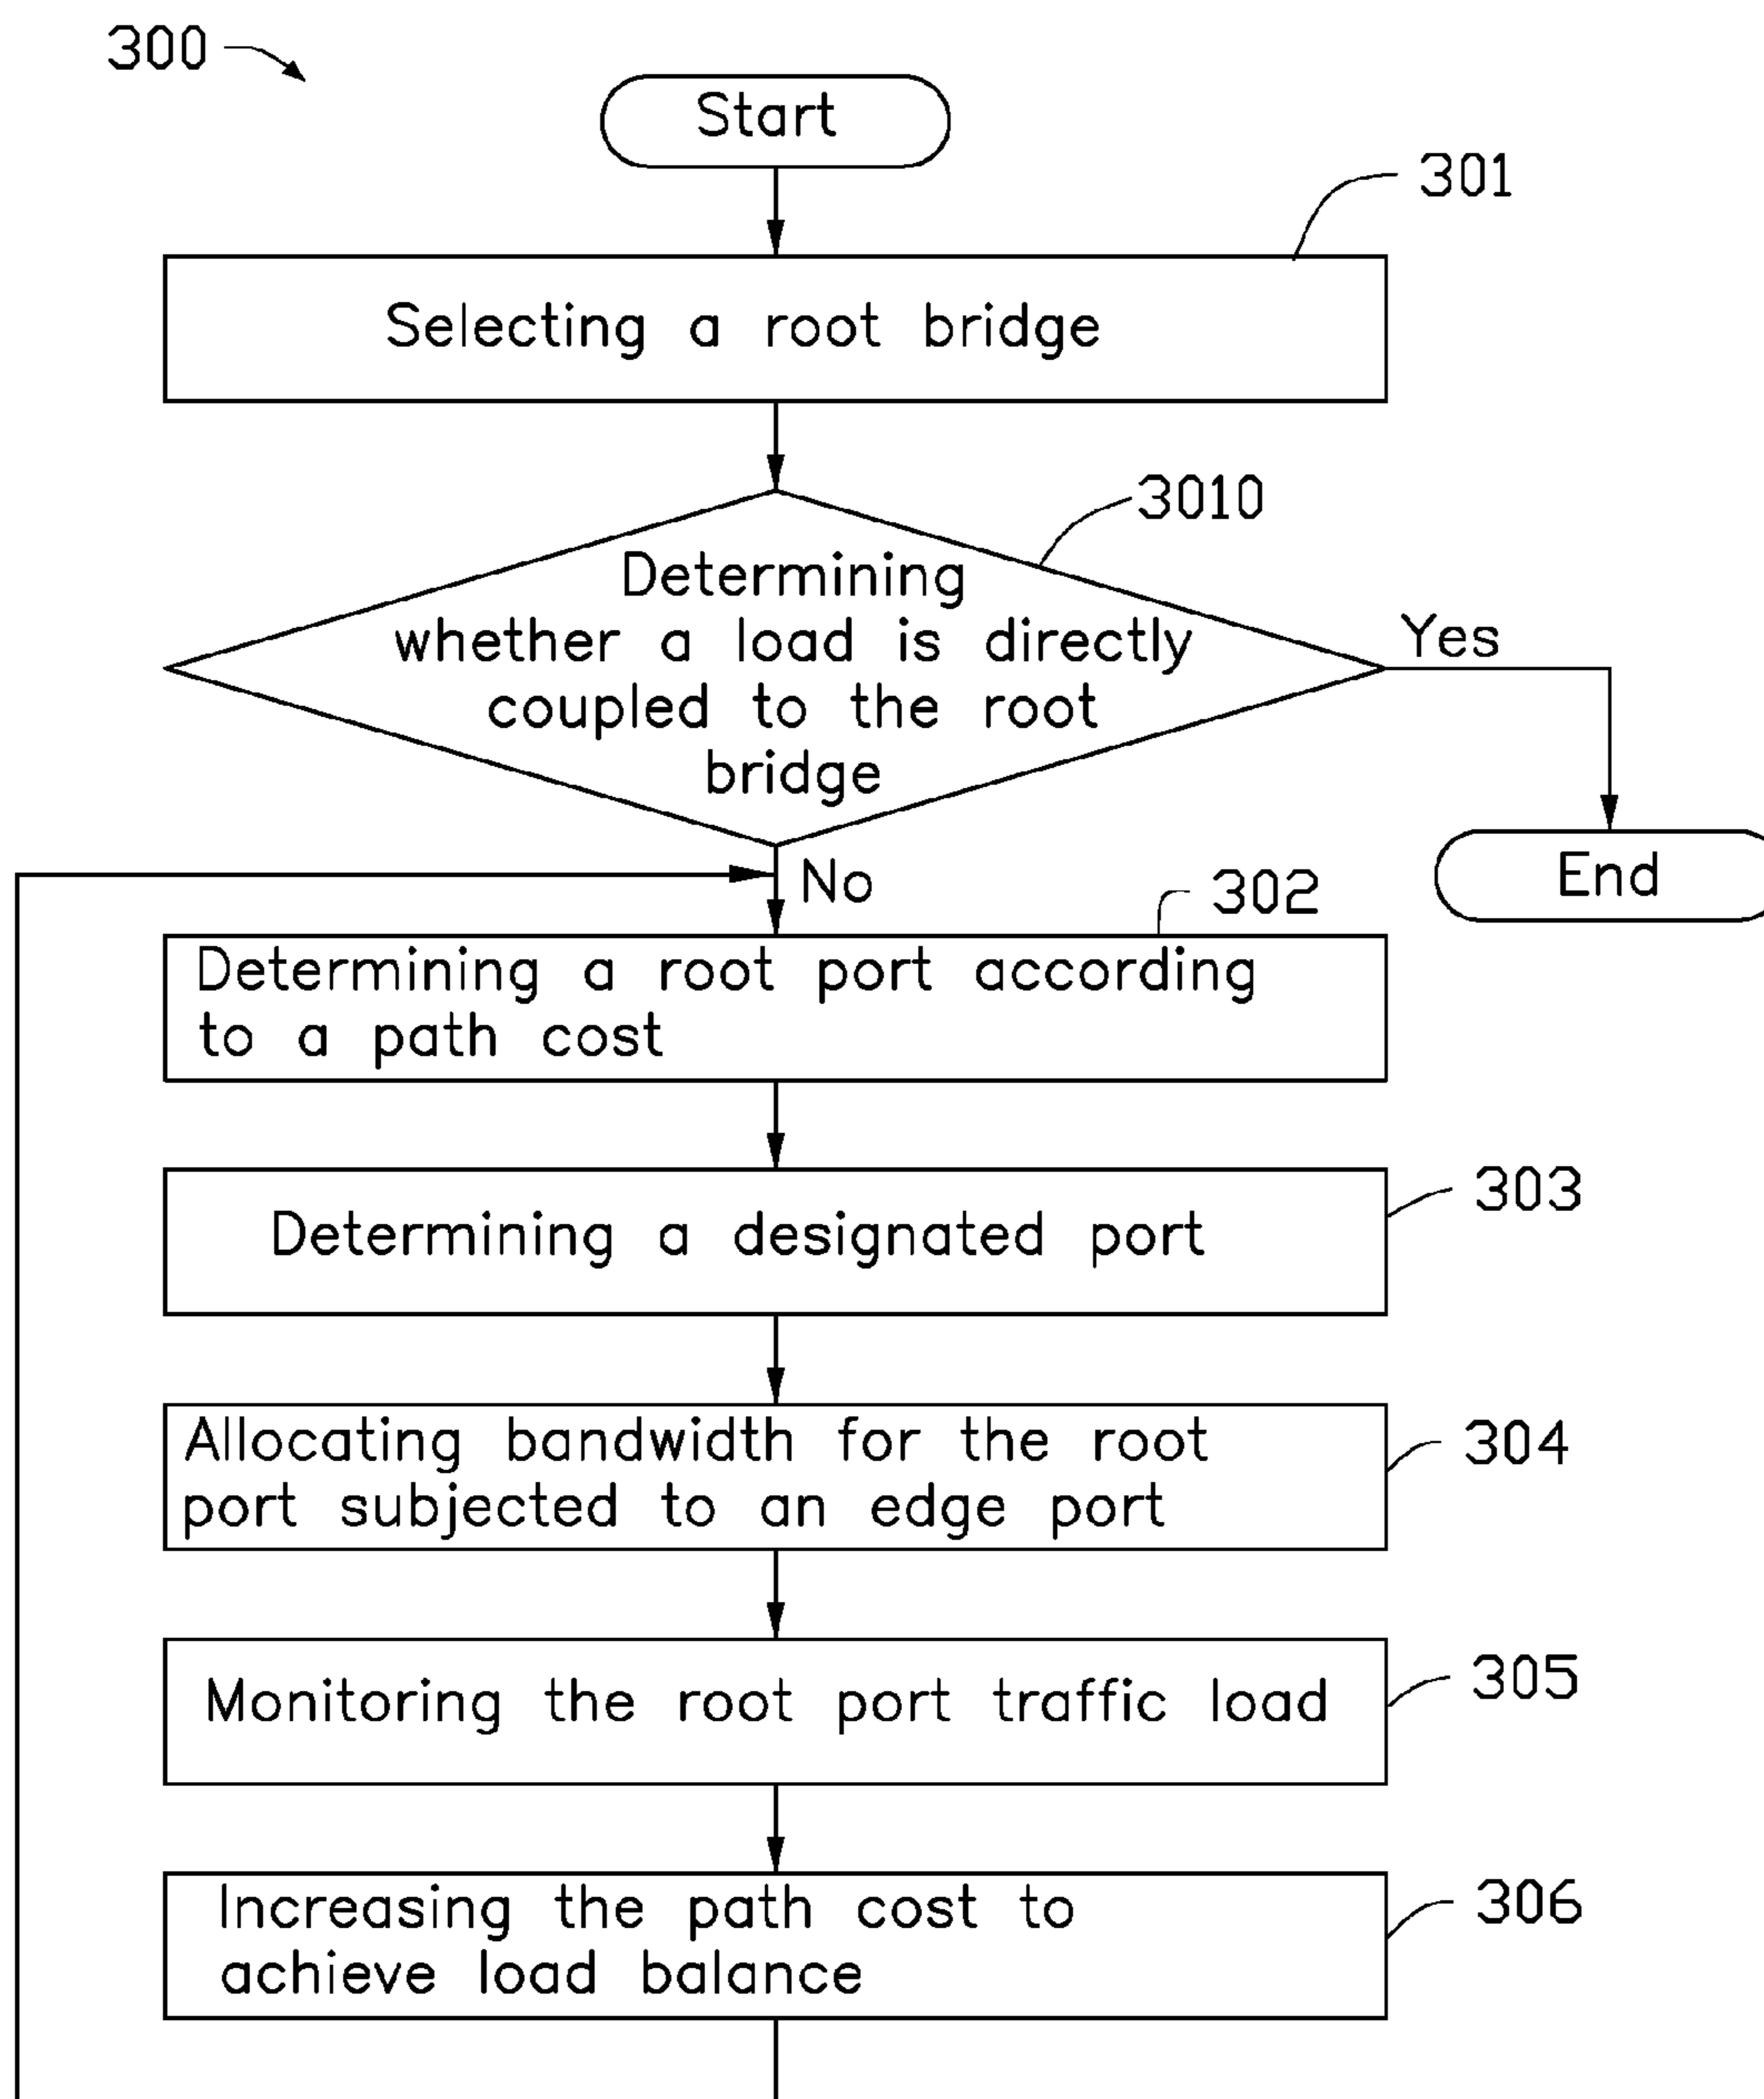 300
Start
301
Selecting a root bridge
3010
Determining
whether a load is directly
coupled to the root
bridge
Yes
End
No
302
Determining a root port according
to a path cost
303
Determining a designated port
304
Allocating bandwidth for the root
port subjected to an edge port
305
Monitoring the root port traffic load
306
Increasing the path cost to
achieve load balance